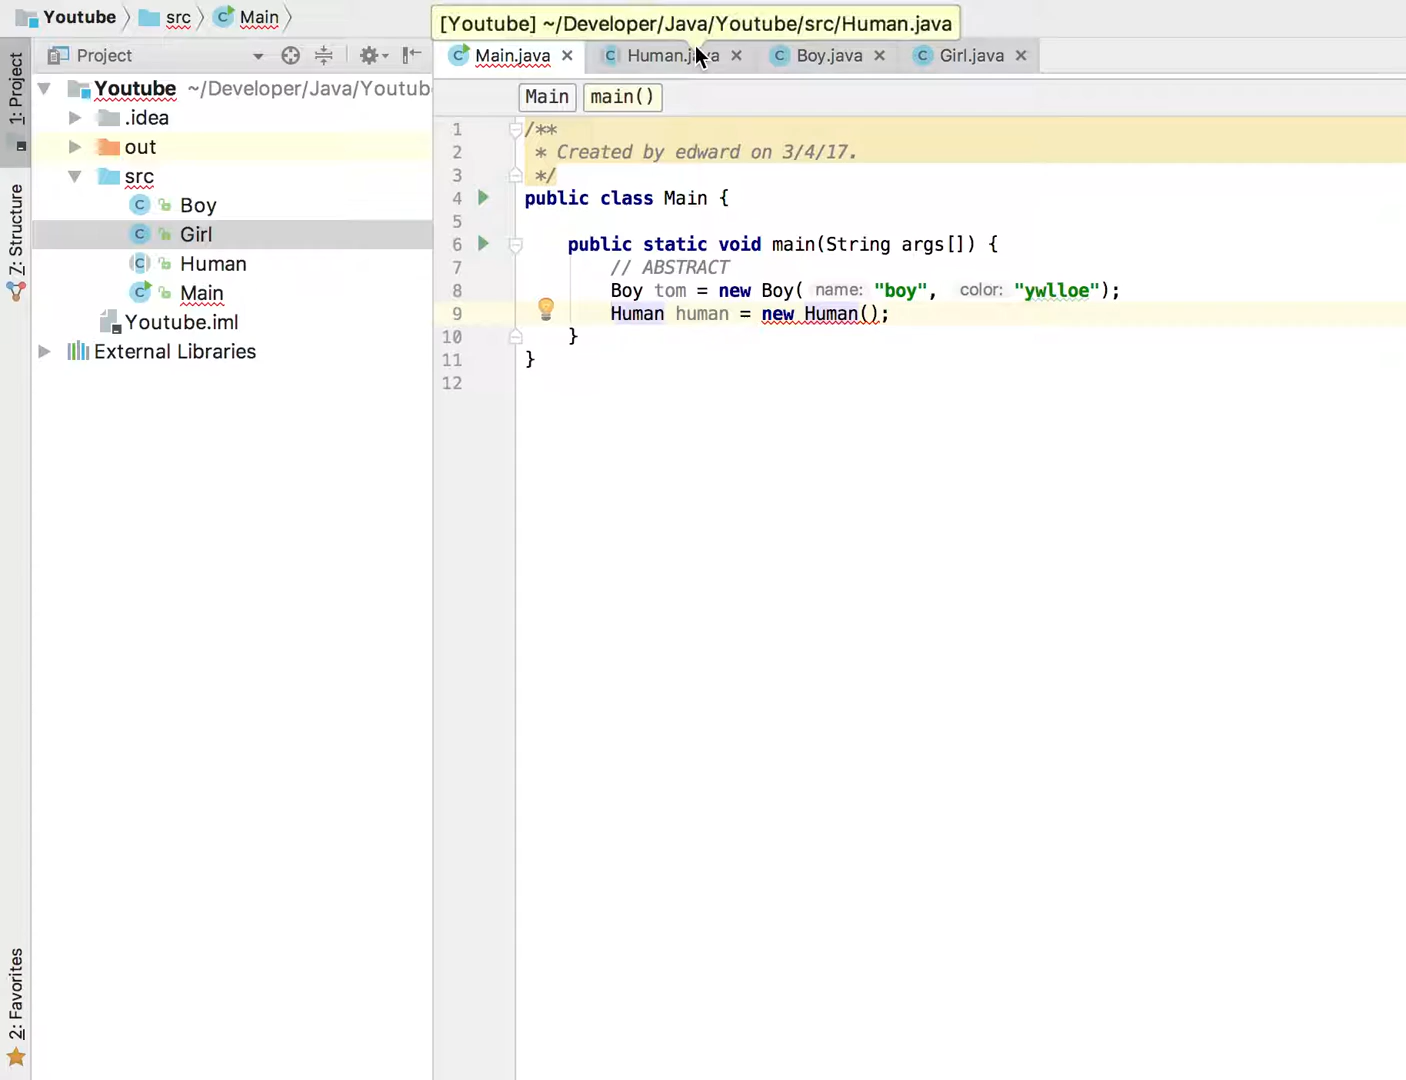 Youtube src Main
[Youtube] ~/Developer/Java/Youtube/src/Human.java
Project
Main.java Human.java Boy.java Girl.java
1: Project
Z: Structure
2: Favorites
Youtube ~/Developer/Java/Youtub
.idea
out
src
Boy
Girl
Human
Main
Youtube.iml
External Libraries
Main main()
1 /**
2 * Created by edward on 3/4/17.
3 */
4 public class Main {
5
6 public static void main(String args[]) {
7 // ABSTRACT
8 Boy tom = new Boy( name: "boy", color: "ywlloe");
9 Human human = new Human();
10 }
11 }
12